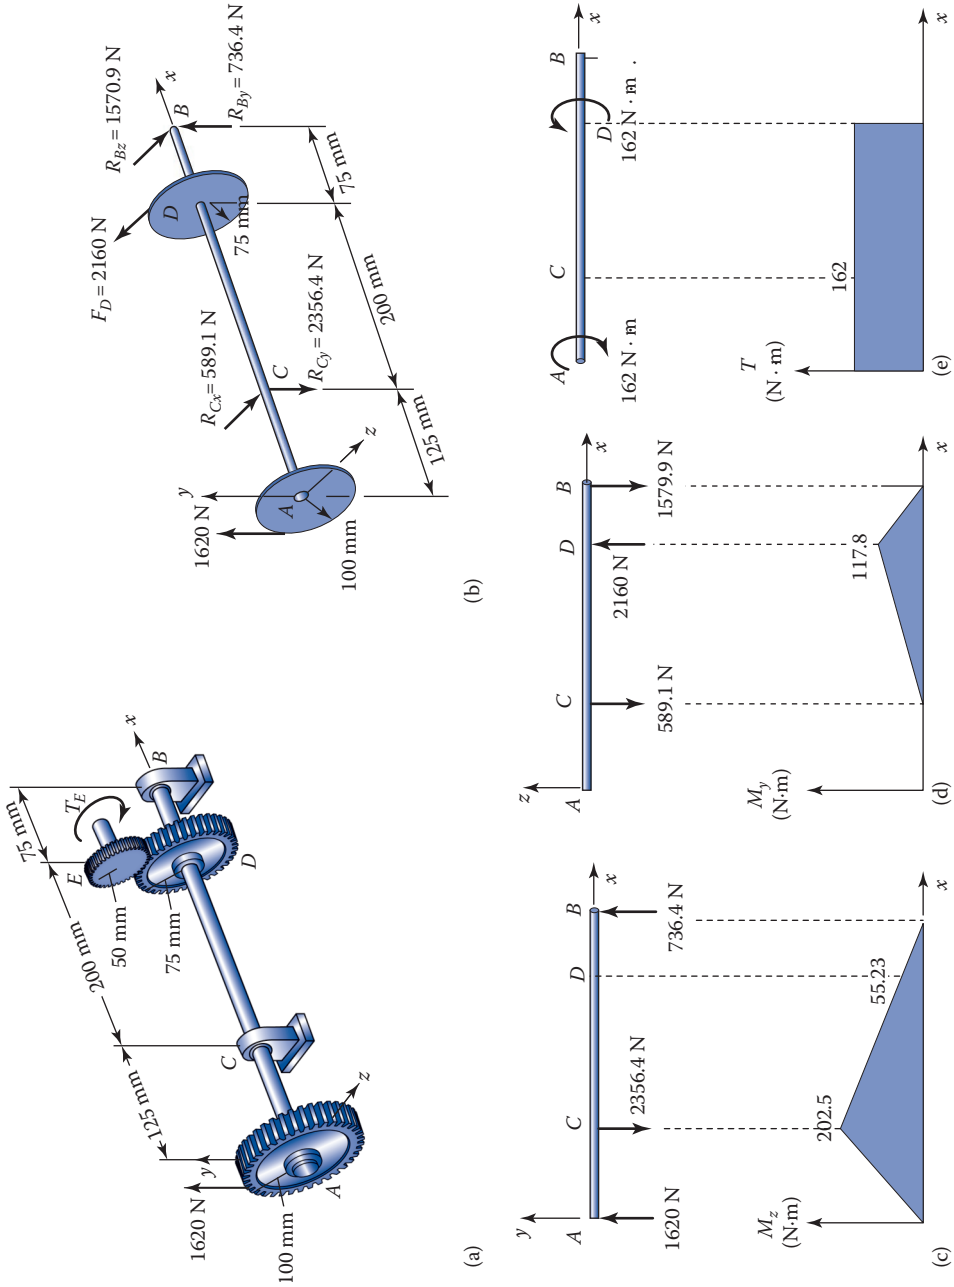 75 mm
T_E
E
50 mm
200 mm
75 mm
x
B
D
C
125 mm
y
1620 N
z
A
100 mm
(a)
F_D = 2160 N
R_Bz = 1570.9 N
x
B
R_By = 736.4 N
D
75 mm
75 mm
R_Cx = 589.1 N
C
200 mm
R_Cy = 2356.4 N
1620 N
y
A
z
125 mm
100 mm
(b)
y
A
C
D
B
x
1620 N
2356.4 N
736.4 N
M_z
(N·m)
202.5
55.23
x
(c)
z
A
C
D
B
x
589.1 N
2160 N
1579.9 N
M_y
(N·m)
117.8
x
(d)
A
C
B
x
D
162 N · m
162 N · m .
T
(N · m)
162
x
(e)